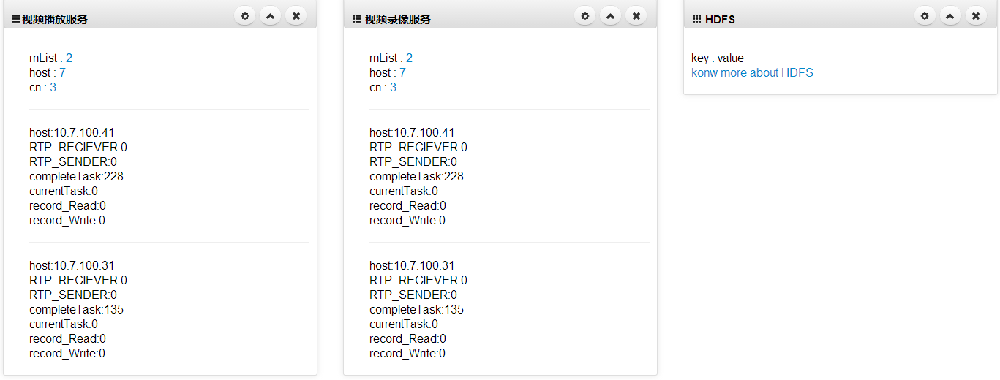 视频播放服务
rnList : 2
host : 7
cn : 3
host:10.7.100.41
RTP_RECIEVER:0
RTP_SENDER:0
completeTask:228
currentTask:0
record_Read:0
record_Write:0
host:10.7.100.31
RTP_RECIEVER:0
RTP_SENDER:0
completeTask:135
currentTask:0
record_Read:0
record_Write:0
视频录像服务
rnList : 2
host : 7
cn : 3
host:10.7.100.41
RTP_RECIEVER:0
RTP_SENDER:0
completeTask:228
currentTask:0
record_Read:0
record_Write:0
host:10.7.100.31
RTP_RECIEVER:0
RTP_SENDER:0
completeTask:135
currentTask:0
record_Read:0
record_Write:0
HDFS
key : value
konw more about HDFS